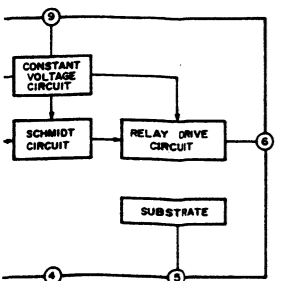 9
CONSTANT
VOLTAGE
CIRCUIT
SCHMIDT
CIRCUIT
RELAY DRIVE
CIRCUIT
6
SUBSTRATE
4
5